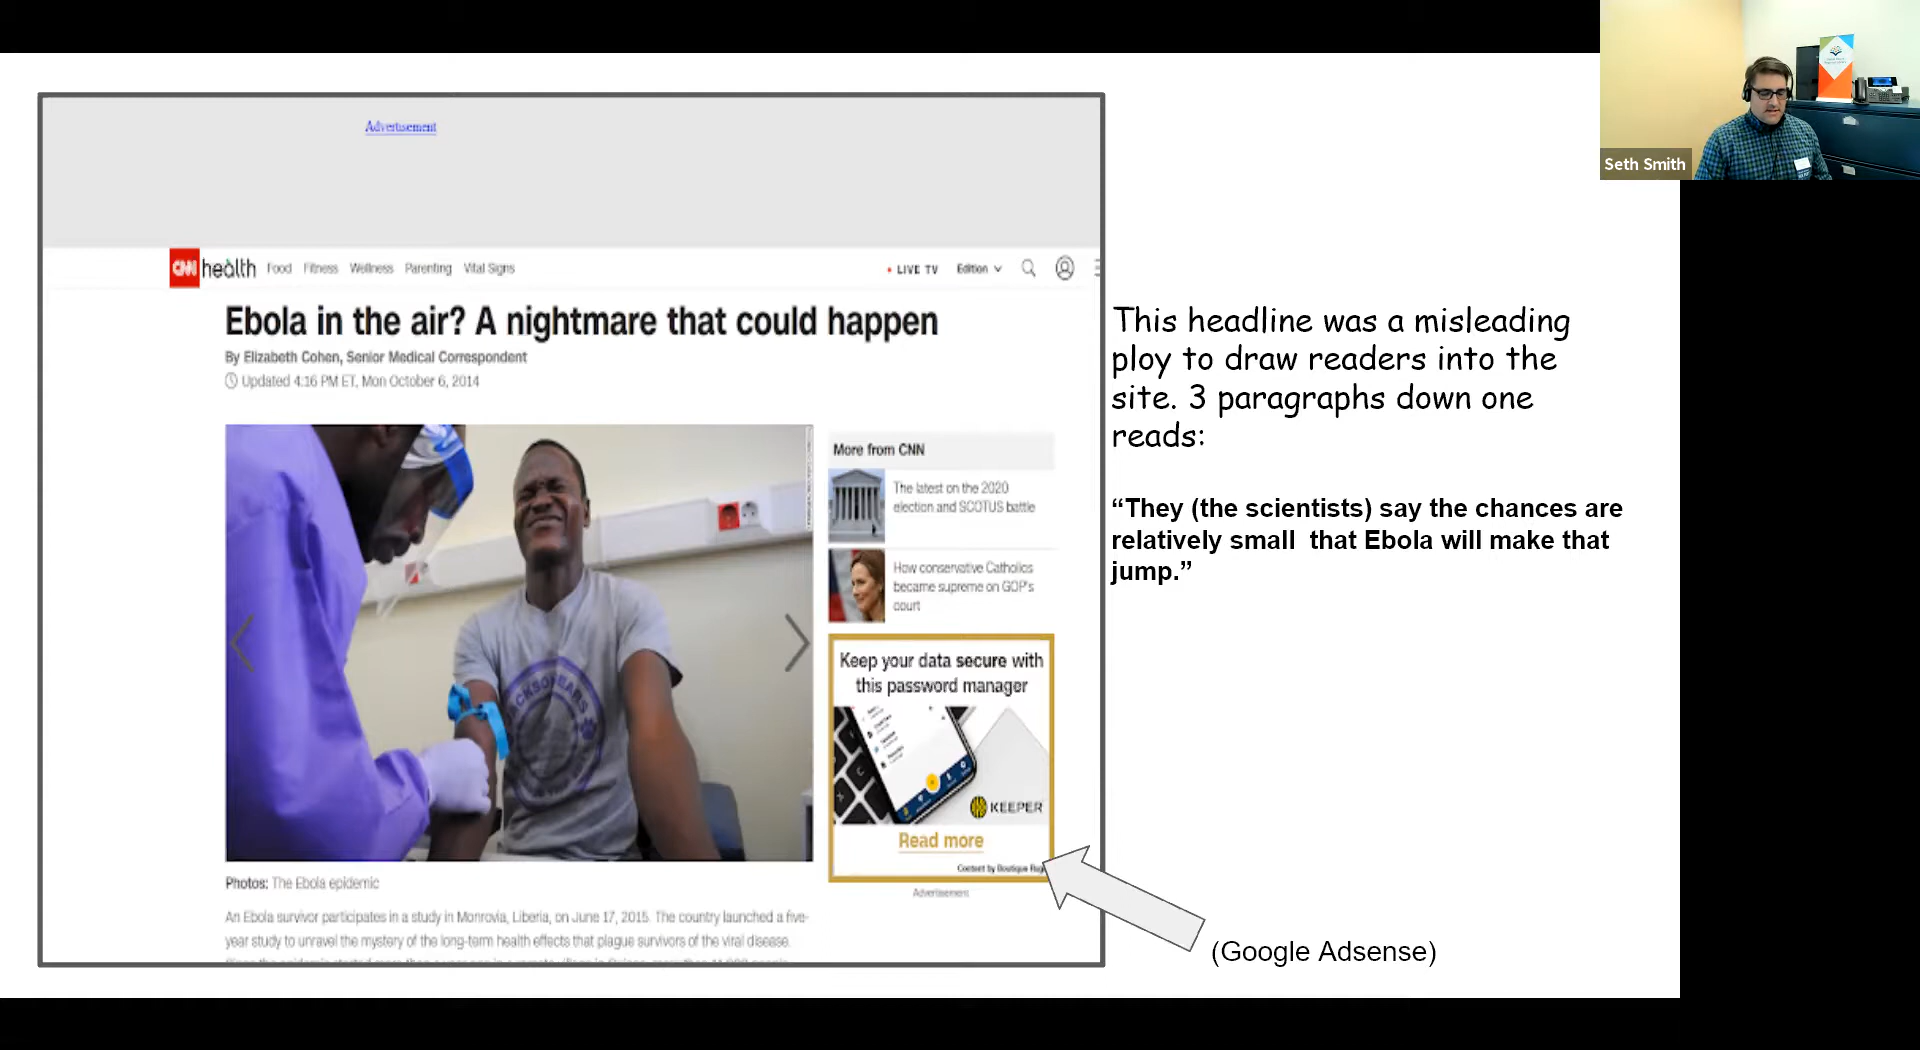 Advertisement
CNN health Food Fitness Wellness Parenting Vital Signs
LIVE TV Edition
Ebola in the air? A nightmare that could happen
By Elizabeth Cohen, Senior Medical Correspondent
Updated 4:16 PM ET, Mon October 6, 2014
More from CNN
The latest on the 2020
election and SCOTUS battle
How conservative Catholics
became supreme on GOP's
court
Keep your data secure with
this password manager
KEEPER
Read more
Content by Boutique
Advertisement
Photos: The Ebola epidemic
An Ebola survivor participates in a study in Monrovia, Liberia, on June 17, 2015. The country launched a five-
year study to unravel the mystery of the long-term health effects that plague survivors of the viral disease.
This headline was a misleading
ploy to draw readers into the
site. 3 paragraphs down one
reads:
“They (the scientists) say the chances are
relatively small that Ebola will make that
jump.”
(Google Adsense)
Seth Smith